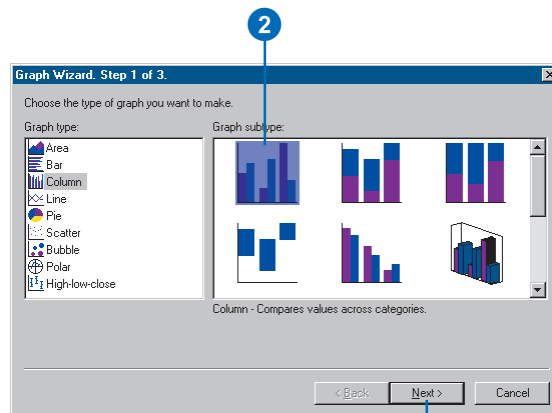 2
Graph Wizard. Step 1 of 3.
Choose the type of graph you want to make.
Graph type:
Graph subtype:
Area
Bar
Column
Line
Pie
Scatter
Bubble
Polar
High-low-close
Column - Compares values across categories.
< Back
Next >
Cancel